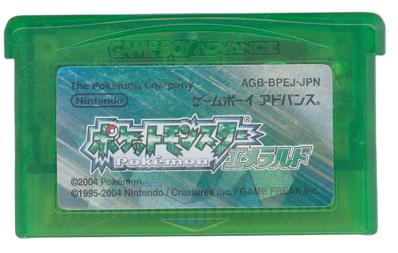 GAME BOY ADVANCE
The Pokémon Company
AGB-BPEJ-JPN
Nintendo
ゲームボーイ アドバンス®
ポケットモンスター
Pokémon
エメラルド
©2004 Pokémon.
©1995-2004 Nintendo / Creatures inc. / GAME FREAK inc.